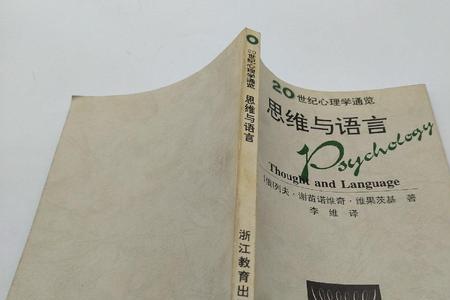 20世纪心理学通览
思维与语言
Psychology
Thought and Language
[俄]列夫·谢苗诺维奇·维果茨基 著
李维 译
20世纪心理学通览 思维与语言 浙江教育出